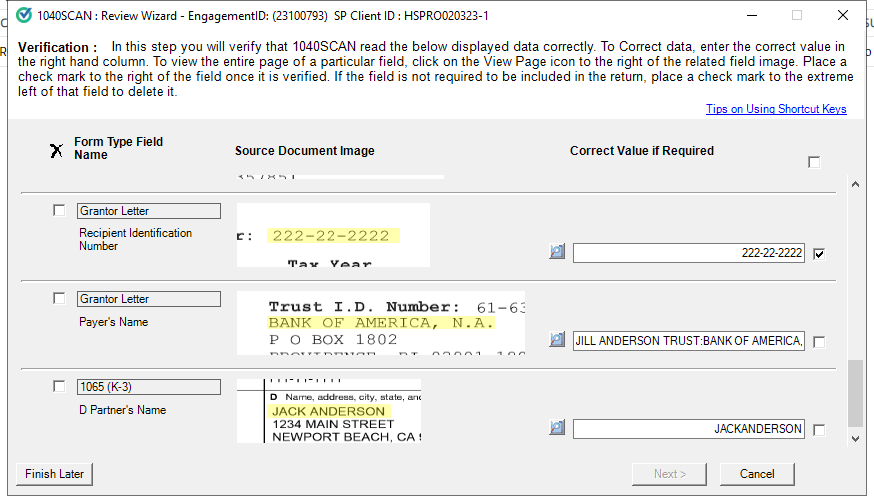 1040SCAN : Review Wizard - EngagementID: (23100793)  SP Client ID : HSPRO020323-1
Verification :   In this step you will verify that 1040SCAN read the below displayed data correctly. To Correct data, enter the correct value in
the right hand column. To view the entire page of a particular field, click on the View Page icon to the right of the related field image. Place a
check mark to the right of the field once it is verified. If the field is not required to be included in the return, place a check mark to the extreme
left of that field to delete it.
Tips on Using Shortcut Keys
Form Type Field
Name
Source Document Image
Correct Value if Required
Grantor Letter
Recipient Identification
Number
r: 222-22-2222
Tax Year
222-22-2222
Grantor Letter
Payer's Name
Trust I.D. Number: 61-63
BANK OF AMERICA, N.A.
P O BOX 1802
JILL ANDERSON TRUST:BANK OF AMERICA,
1065 (K-3)
D Partner's Name
D Name, address, city, state, and
JACK ANDERSON
1234 MAIN STREET
NEWPORT BEACH, CA
JACKANDERSON
Finish Later
Next >
Cancel